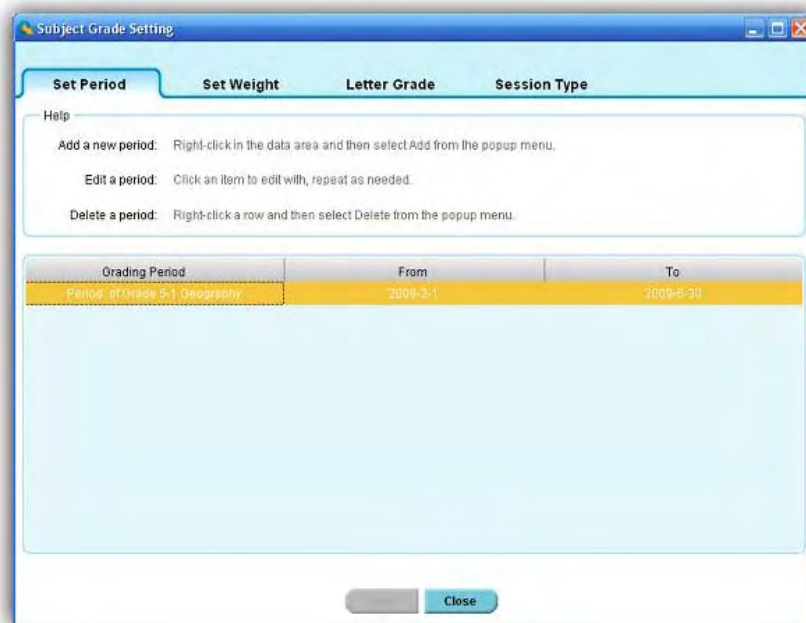 Subject Grade Setting
Set Period Set Weight Letter Grade Session Type
Help
Add a new period: Right-click in the data area and then select Add from the popup menu.
Edit a period: Click an item to edit with, repeat as needed.
Delete a period: Right-click a row and then select Delete from the popup menu.
Grading Period From To
Period of Grade 5-1 Geography 2009-2-1 2009-6-30
Close